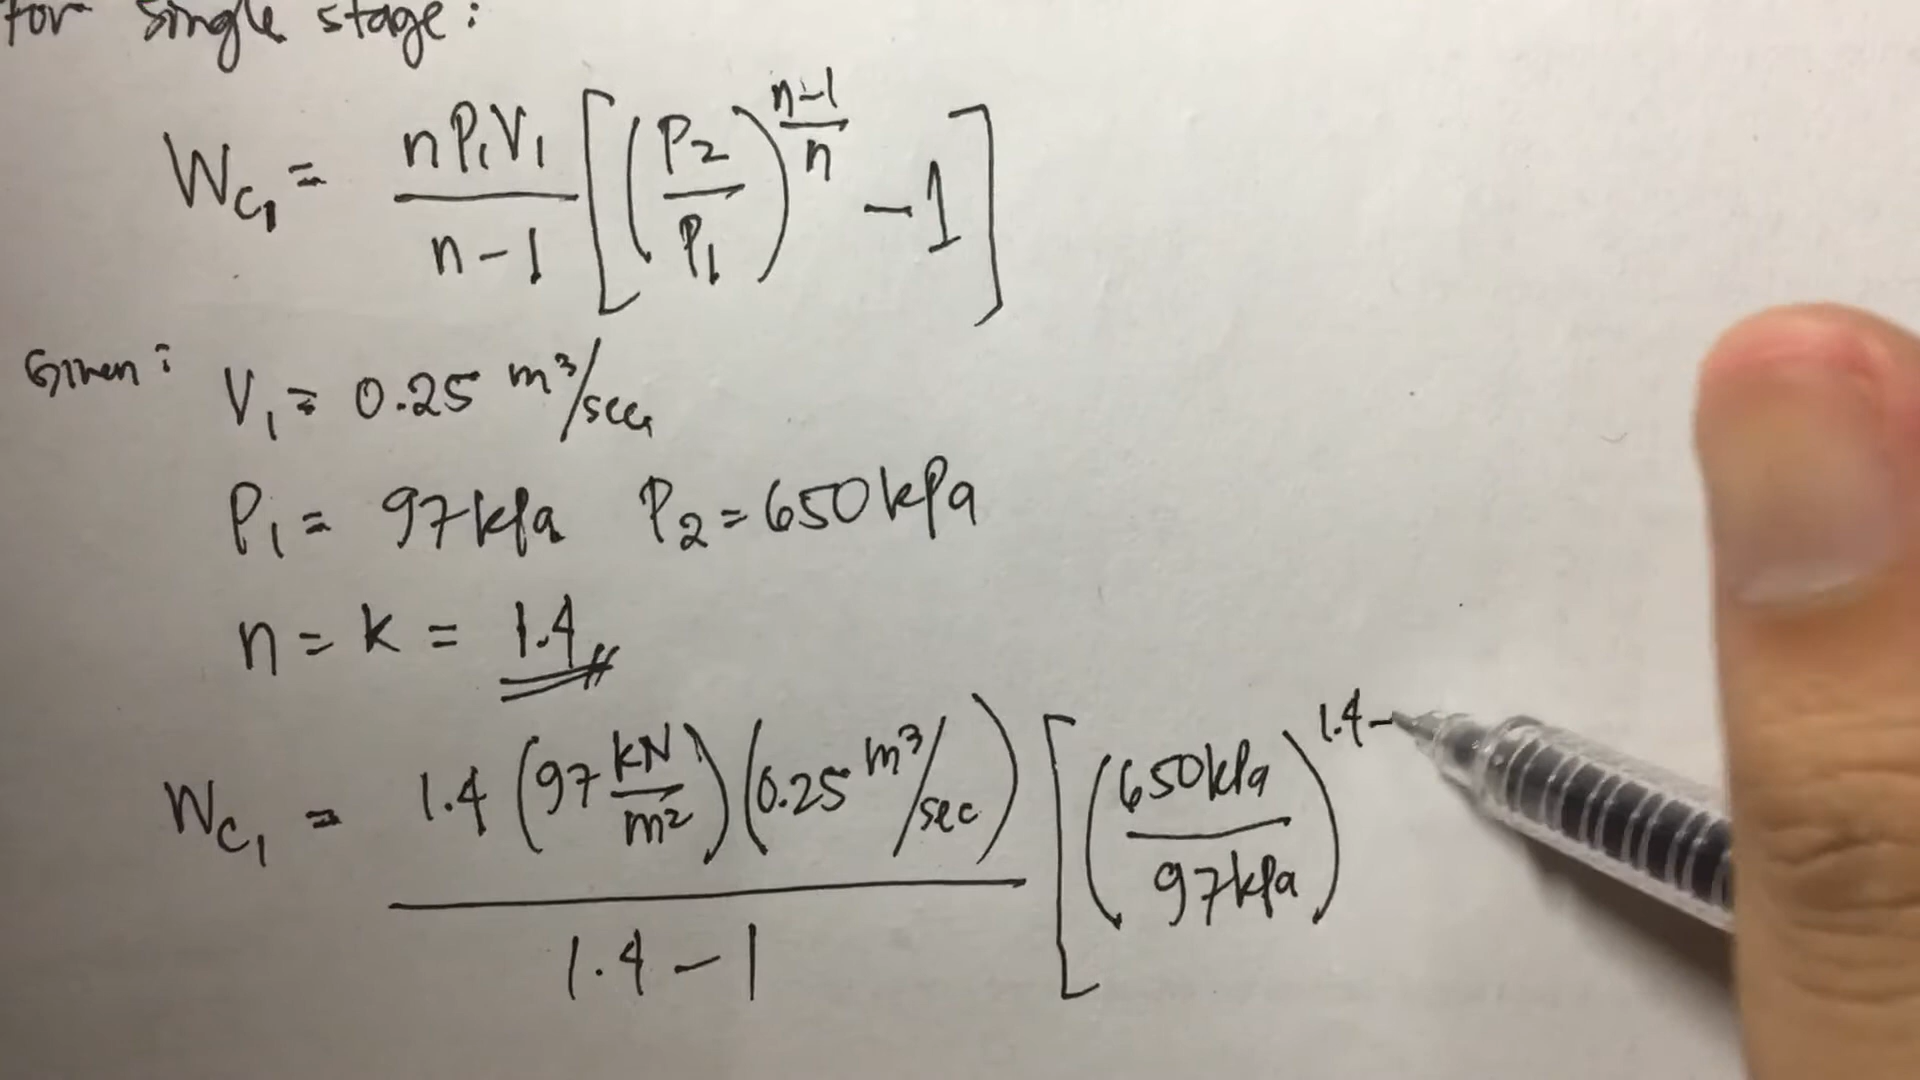 for single stage:
Wc₁ = nP₁V₁ / n-1 [ (P₂ / P₁)^(n-1 / n) - 1 ]
Given: V₁ = 0.25 m³/sec
P₁ = 97kPa P₂ = 650kPa
n = k = 1.4
Wc₁ = 1.4 (97 kN/m²) (0.25 m³/sec) / 1.4 - 1 [ (650kPa / 97kPa)^1.4-